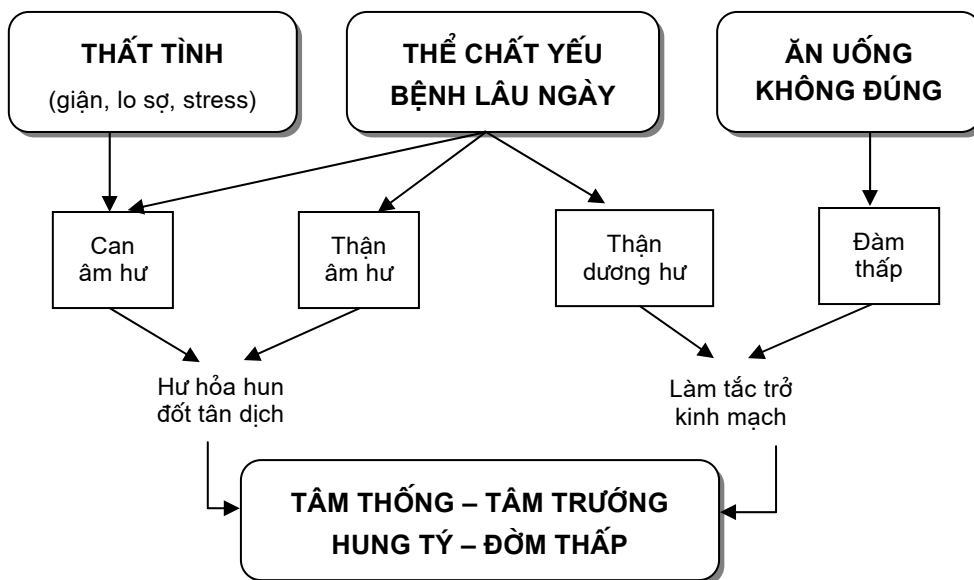 THẤT TÌNH
(giận, lo sợ, stress)
THỂ CHẤT YẾU
BỆNH LÂU NGÀY
ĂN UỐNG
KHÔNG ĐÚNG
Can
âm hư
Thận
âm hư
Thận
dương hư
Đàm
thấp
Hư hỏa hun
đốt tân dịch
Làm tắc trở
kinh mạch
TÂM THỐNG – TÂM TRƯỚNG
HUNG TÝ – ĐỜM THẤP